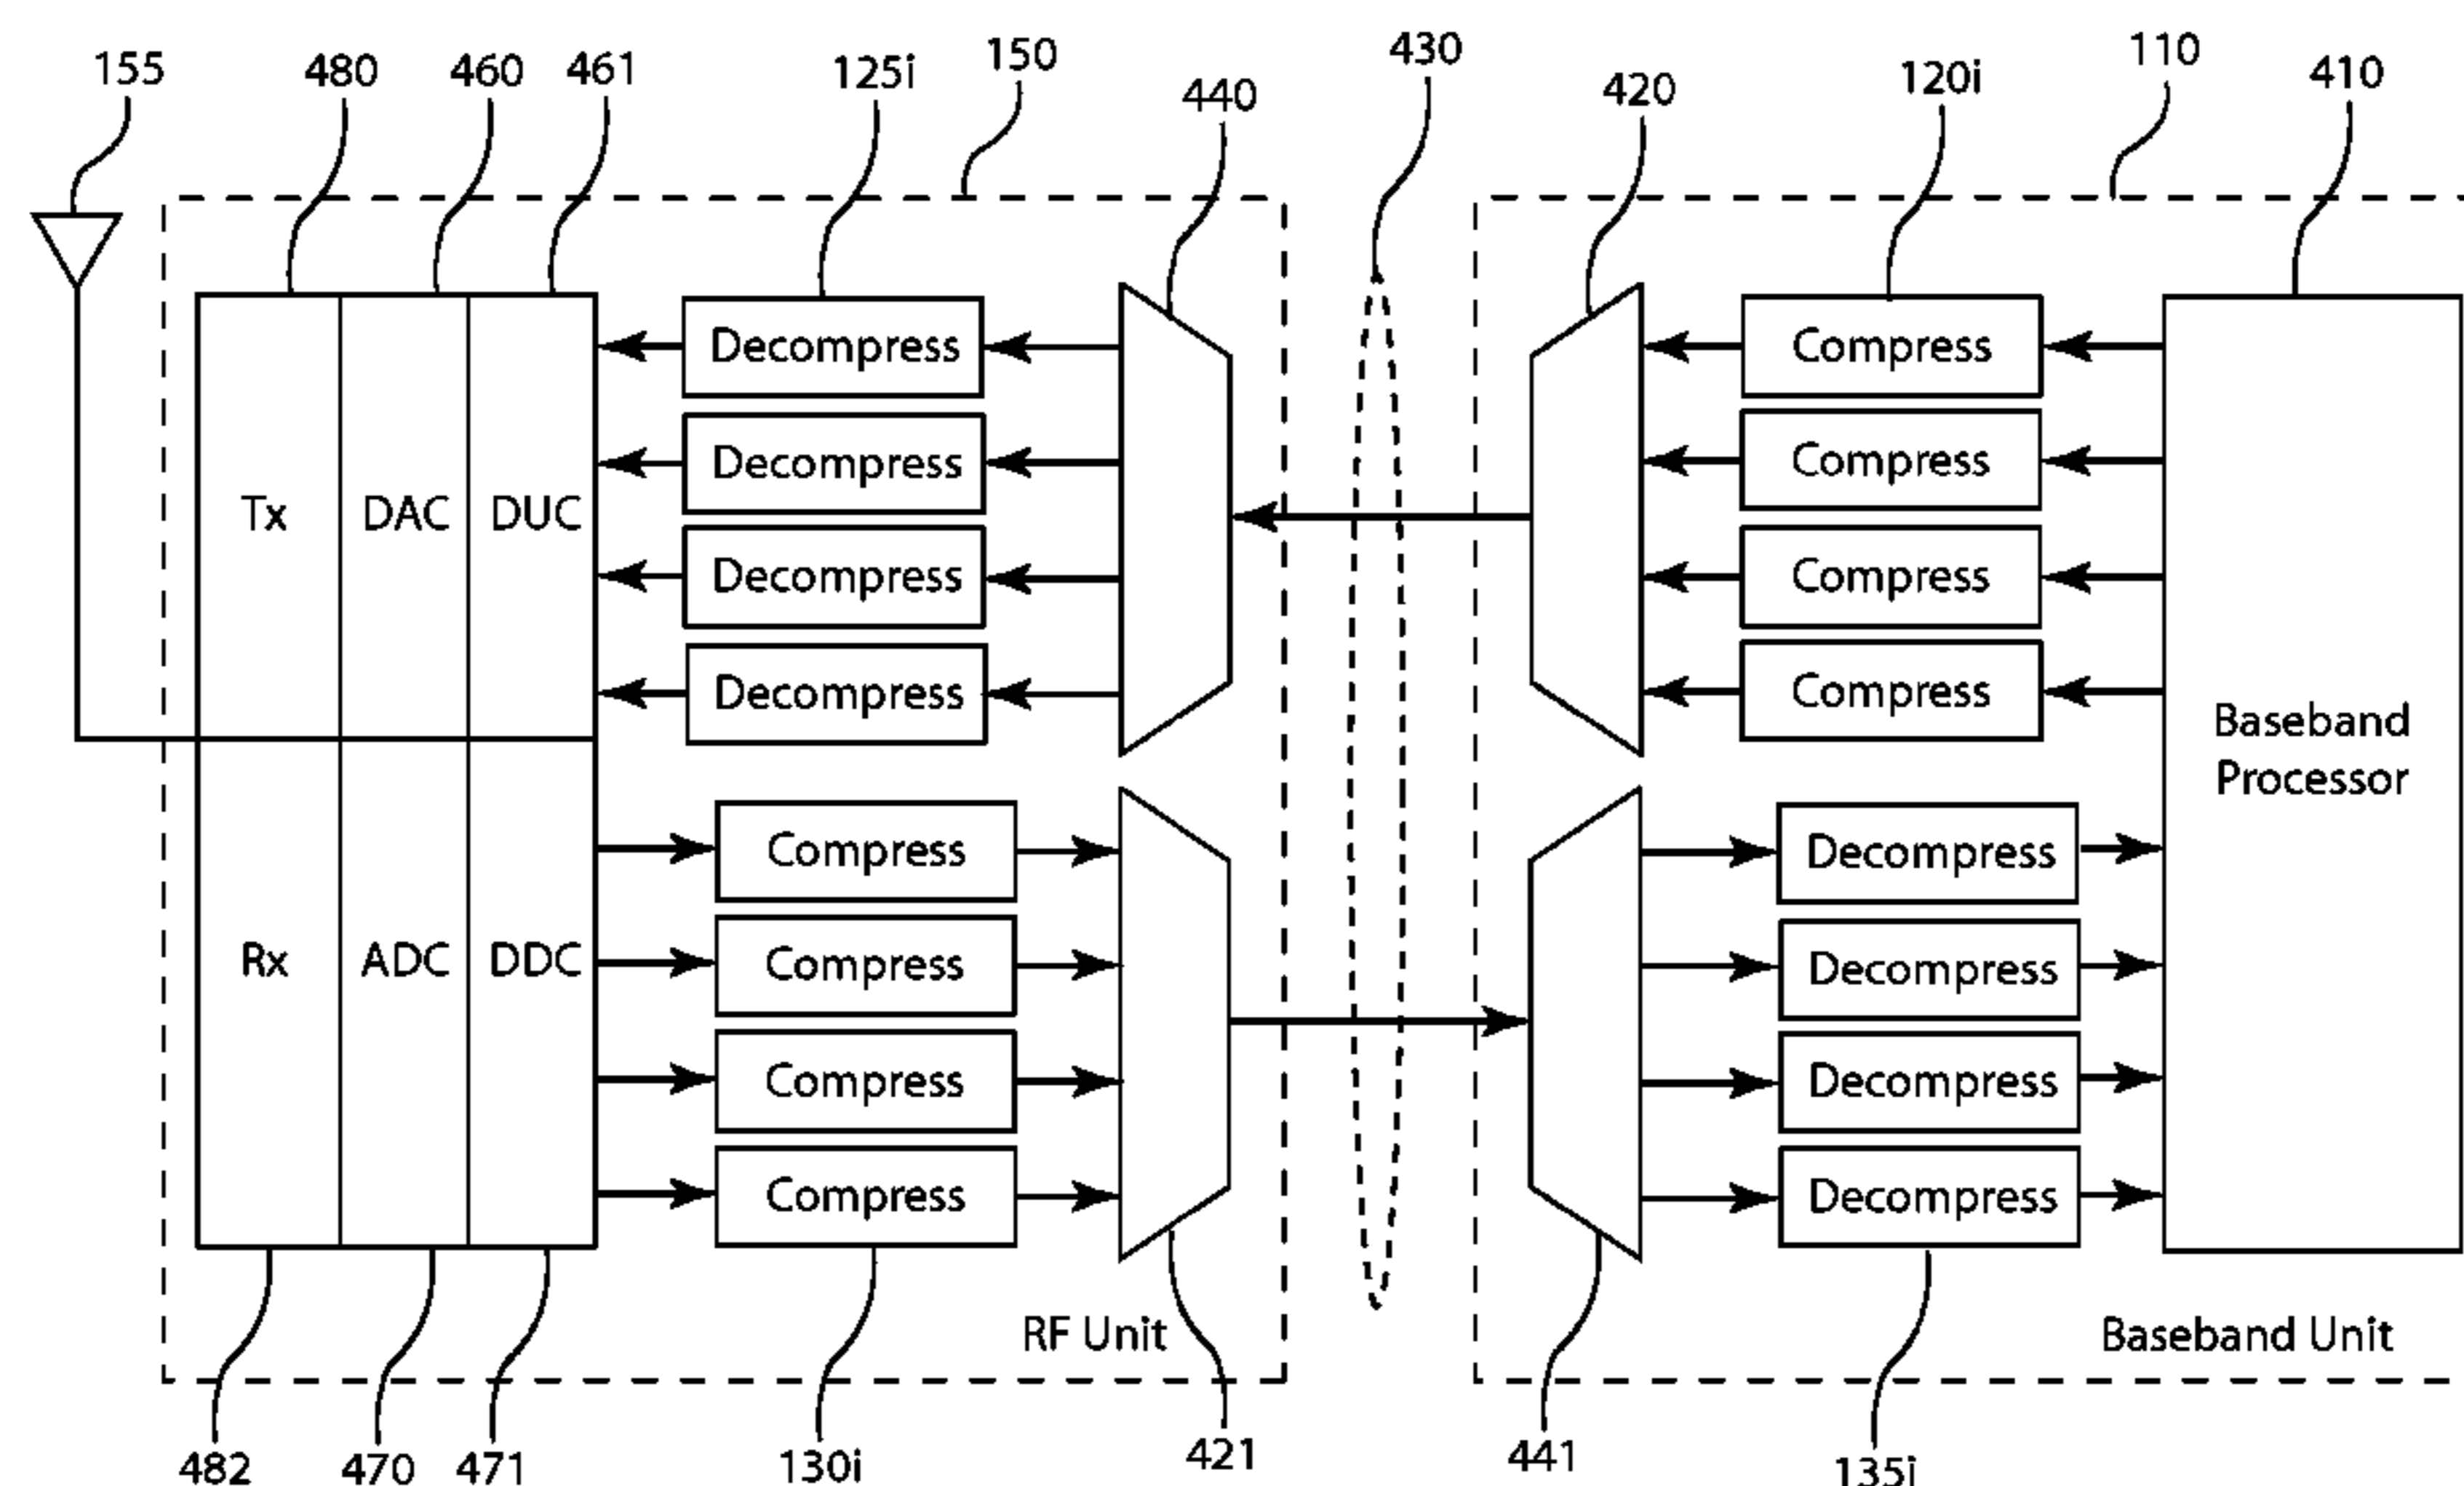 155
480
460
461
125i
150
440
430
420
120i
110
410
Decompress
Compress
Decompress
Compress
Tx
DAC
DUC
Decompress
Compress
Decompress
Compress
Baseband
Processor
Compress
Decompress
Rx
ADC
DDC
Compress
Decompress
Compress
Decompress
Compress
Decompress
RF Unit
Baseband Unit
482
470
471
130i
421
441
135i